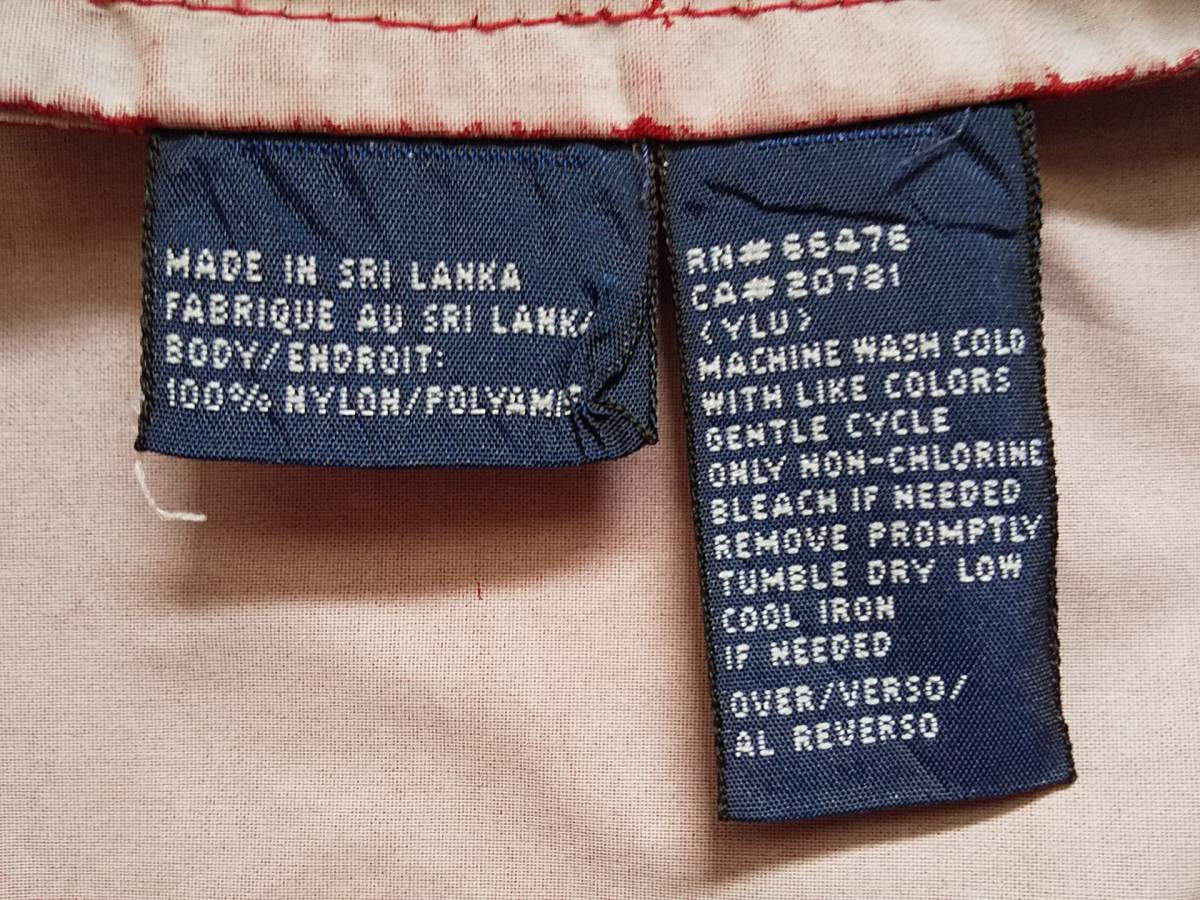 MADE IN SRI LANKA
FABRIQUE AU SRI LANK
BODY/ENDROIT:
100% NYLON/POLYAMI
RN# 66476
CA# 20781
(YLU)
MACHINE WASH COLD
WITH LIKE COLORS
GENTLE CYCLE
ONLY NON-CHLORINE
BLEACH IF NEEDED
REMOVE PROMPTLY
TUMBLE DRY LOW
COOL IRON
IF NEEDED
OVER/VERSO/
AL REVERSO